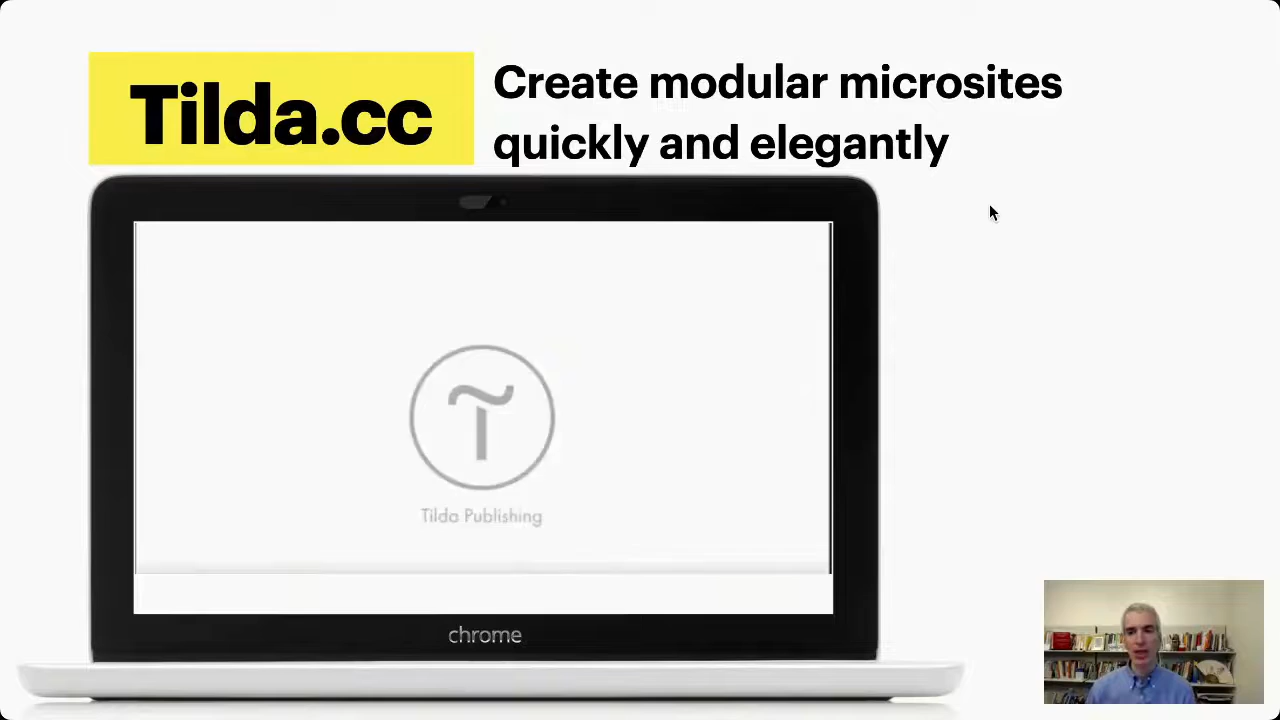 Tilda.cc
Create modular microsites
quickly and elegantly
Tilda Publishing
chrome